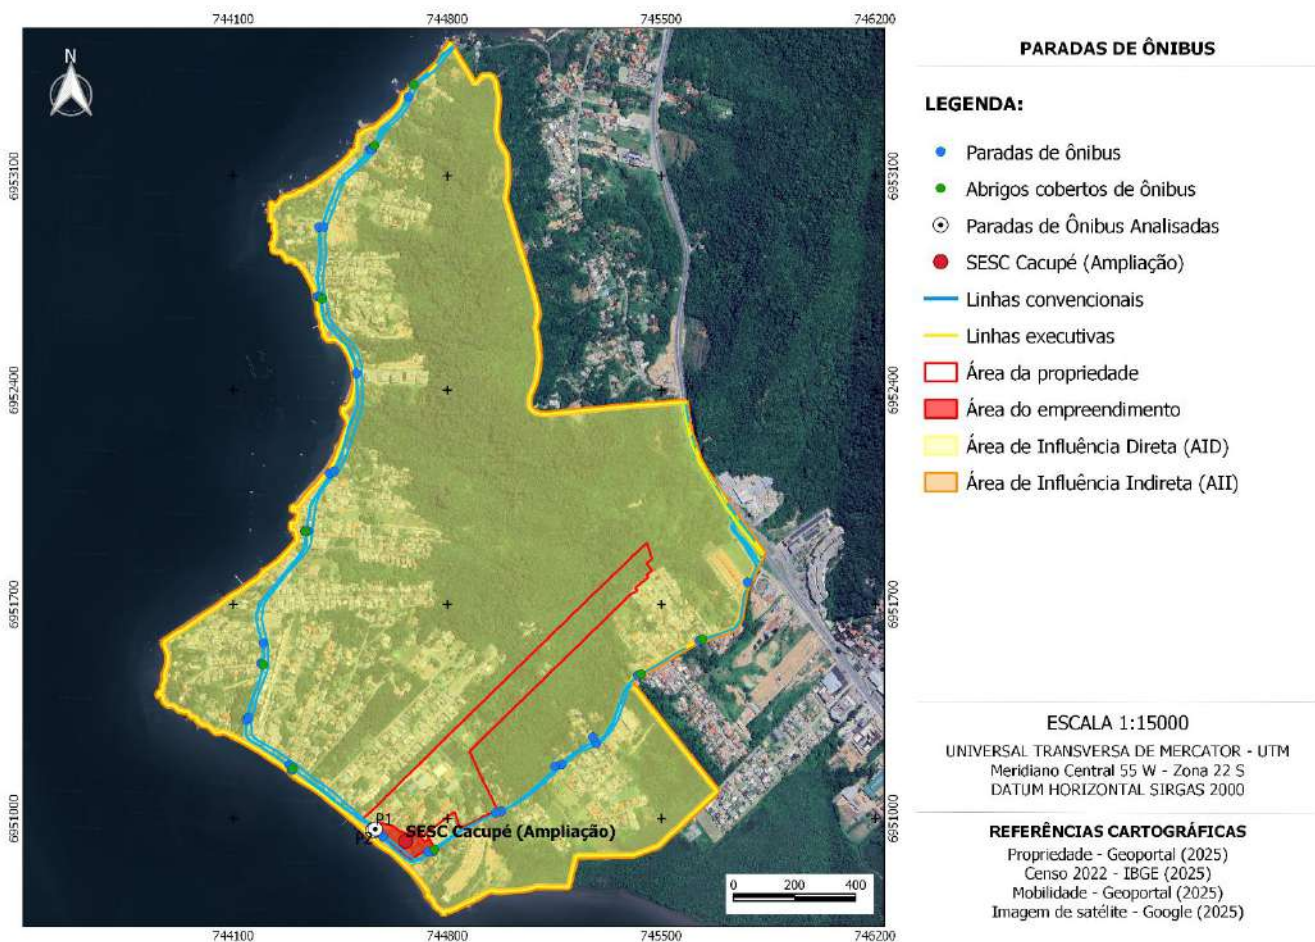 744100
744800
745500
746200
N
6953100
6952400
6951700
6951000
6953100
6952400
6951700
6951000
P1
P2
SESC Cacupé (Ampliação)
0
200
400
744100
744800
745500
746200
PARADAS DE ÔNIBUS
LEGENDA:
Paradas de ônibus
Abrigos cobertos de ônibus
Paradas de Ônibus Analisadas
SESC Cacupé (Ampliação)
Linhas convencionais
Linhas executivas
Área da propriedade
Área do empreendimento
Área de Influência Direta (AID)
Área de Influência Indireta (AII)
ESCALA 1:15000
UNIVERSAL TRANSVERSA DE MERCATOR - UTM
Meridiano Central 55 W - Zona 22 S
DATUM HORIZONTAL SIRGAS 2000
REFERÊNCIAS CARTOGRÁFICAS
Propriedade - Geoportal (2025)
Censo 2022 - IBGE (2025)
Mobilidade - Geoportal (2025)
Imagem de satélite - Google (2025)